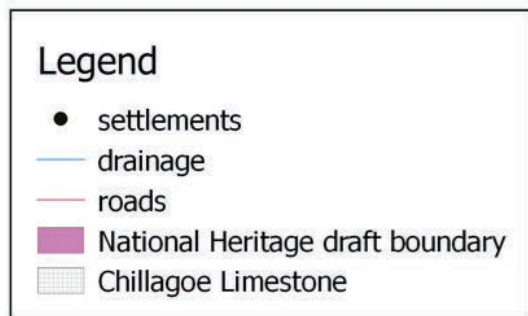 Legend
settlements
drainage
roads
National Heritage draft boundary
Chillagoe Limestone